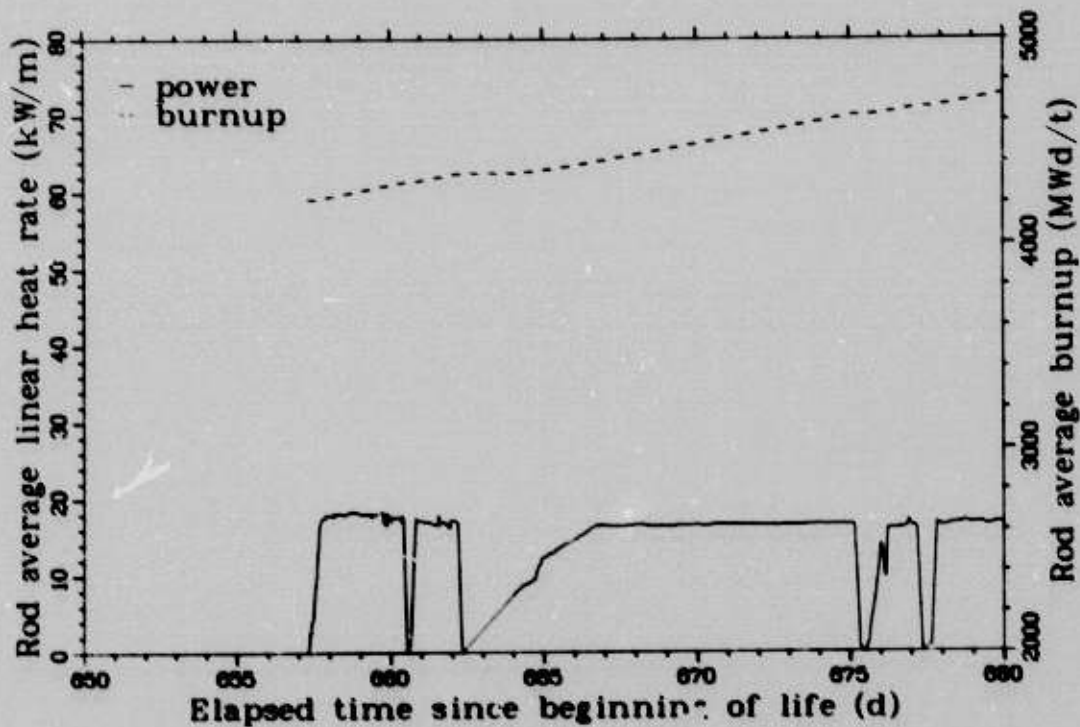 Rod average linear heat rate (kW/m)
80
70
60
50
40
30
20
10
0
power
burnup
5000
4000
3000
2000
Rod average burnup (MWd/t)
650 655 660 665 670 675 680
Elapsed time since beginning of life (d)